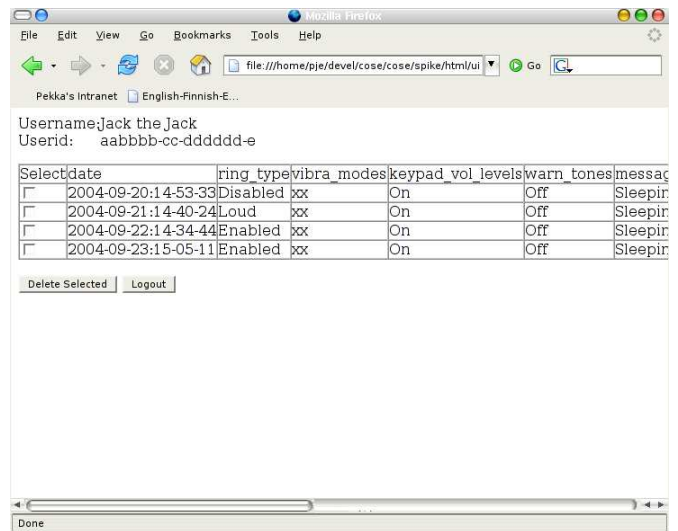 Mozilla Firefox
File Edit View Go Bookmarks Tools Help
file:///home/pje/devel/cose/cose/spike/html/ui Go G
Pekka's Intranet English-Finnish-E...
Username:Jack the Jack
Userid: aabbbb-cc-dddddd-e
Select date ring_type vibra_modes keypad_vol_levels warn_tones messag
2004-09-20:14-53-33 Disabled xx On Off Sleepin
2004-09-21:14-40-24 Loud xx On Off Sleepin
2004-09-22:14-34-44 Enabled xx On Off Sleepin
2004-09-23:15-05-11 Enabled xx On Off Sleepin
Delete Selected Logout
Done